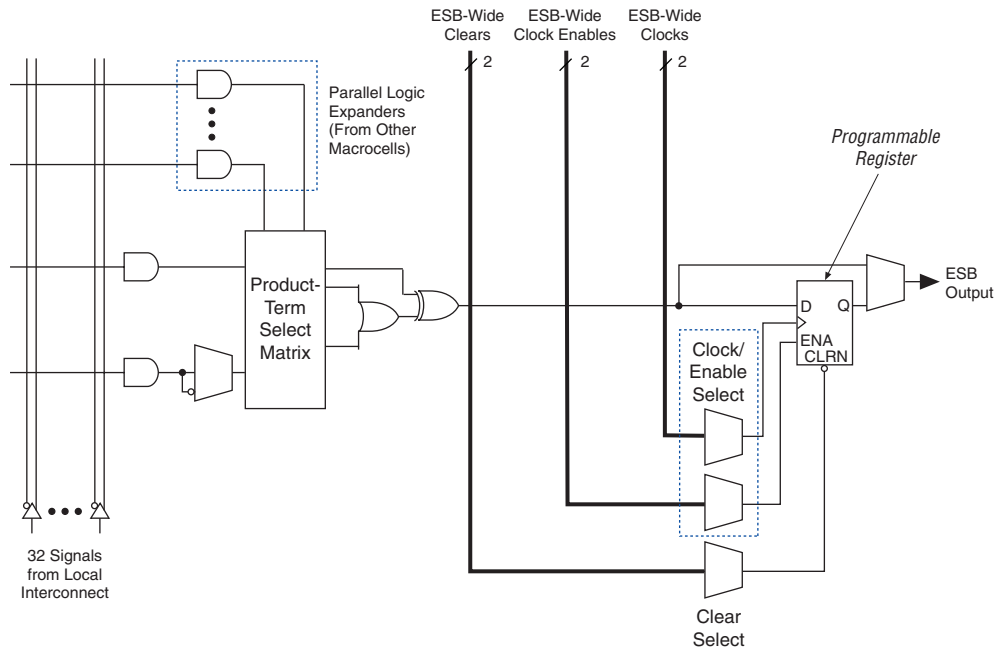 ESB-Wide
Clears
ESB-Wide
Clock Enables
ESB-Wide
Clocks
2
2
2
Parallel Logic
Expanders
(From Other
Macrocells)
Programmable
Register
Product-
Term
Select
Matrix
ESB
Output
D
Q
ENA
CLRN
Clock/
Enable
Select
32 Signals
from Local
Interconnect
Clear
Select